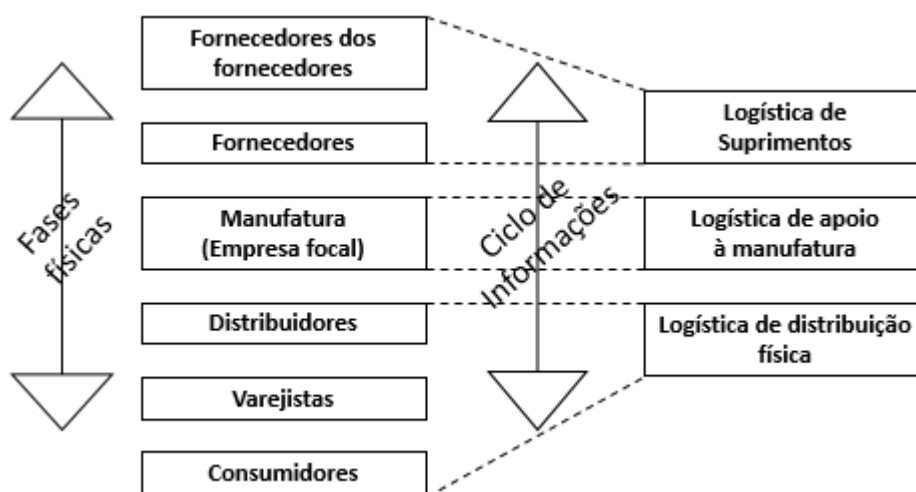 Fornecedores dos
fornecedores
Fornecedores
Manufatura
(Empresa focal)
Distribuidores
Varejistas
Consumidores
Fases
físicas
Ciclo de
Informações
Logística de
Suprimentos
Logística de apoio
à manufatura
Logística de distribuição
física